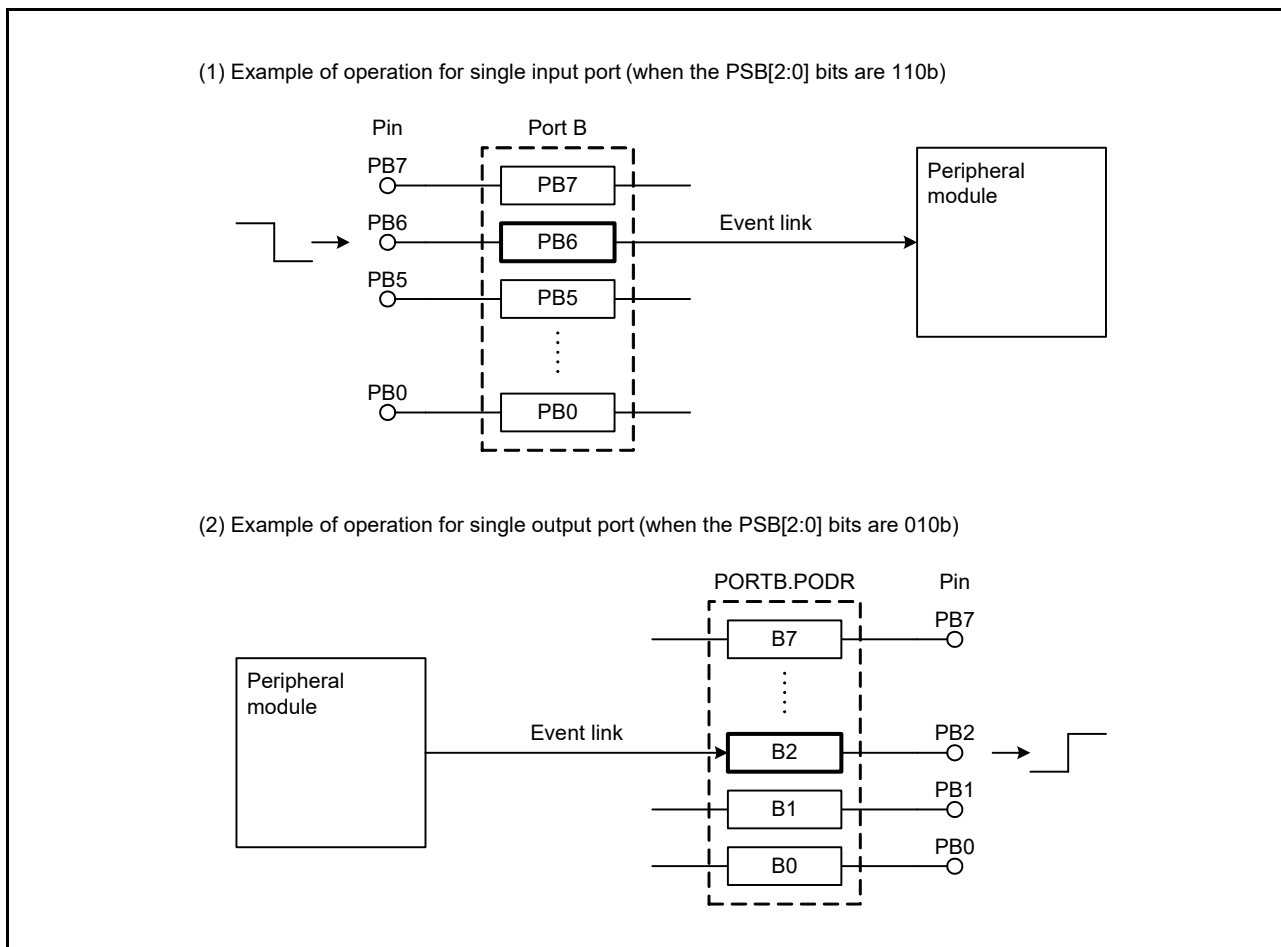 (1) Example of operation for single input port (when the PSB[2:0] bits are 110b)
Pin
Port B
PB7
PB7
PB6
PB6
Event link
PB5
PB5
PB0
PB0
Peripheral
module
(2) Example of operation for single output port (when the PSB[2:0] bits are 010b)
PORTB.PODR
Pin
Peripheral
module
Event link
B7
PB7
B2
PB2
B1
PB1
B0
PB0